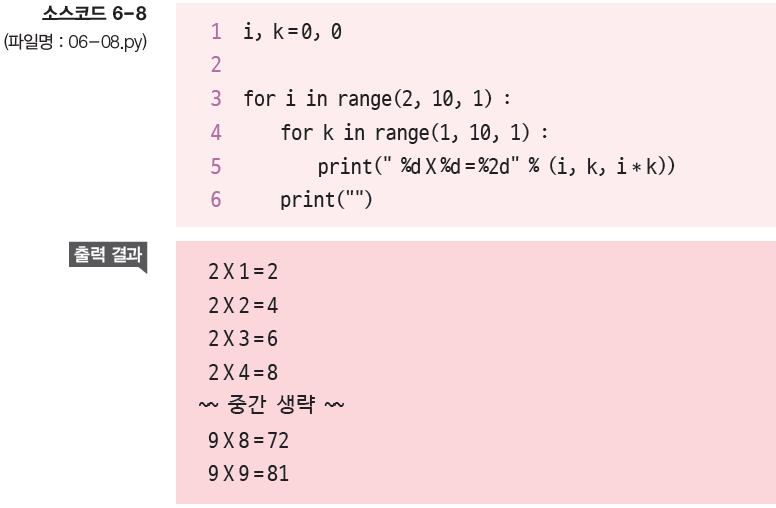 소스코드 6-8
(파일명 : 06-08.py)
1 i, k=0, 0
2
3 for i in range(2, 10, 1) :
4 for k in range(1, 10, 1) :
5 print(" %d X %d = %2d" % (i, k, i * k))
6 print("")
출력 결과
2 X 1 = 2
2 X 2 = 4
2 X 3 = 6
2 X 4 = 8
~~ 중간 생략 ~~
9 X 8 = 72
9 X 9 = 81